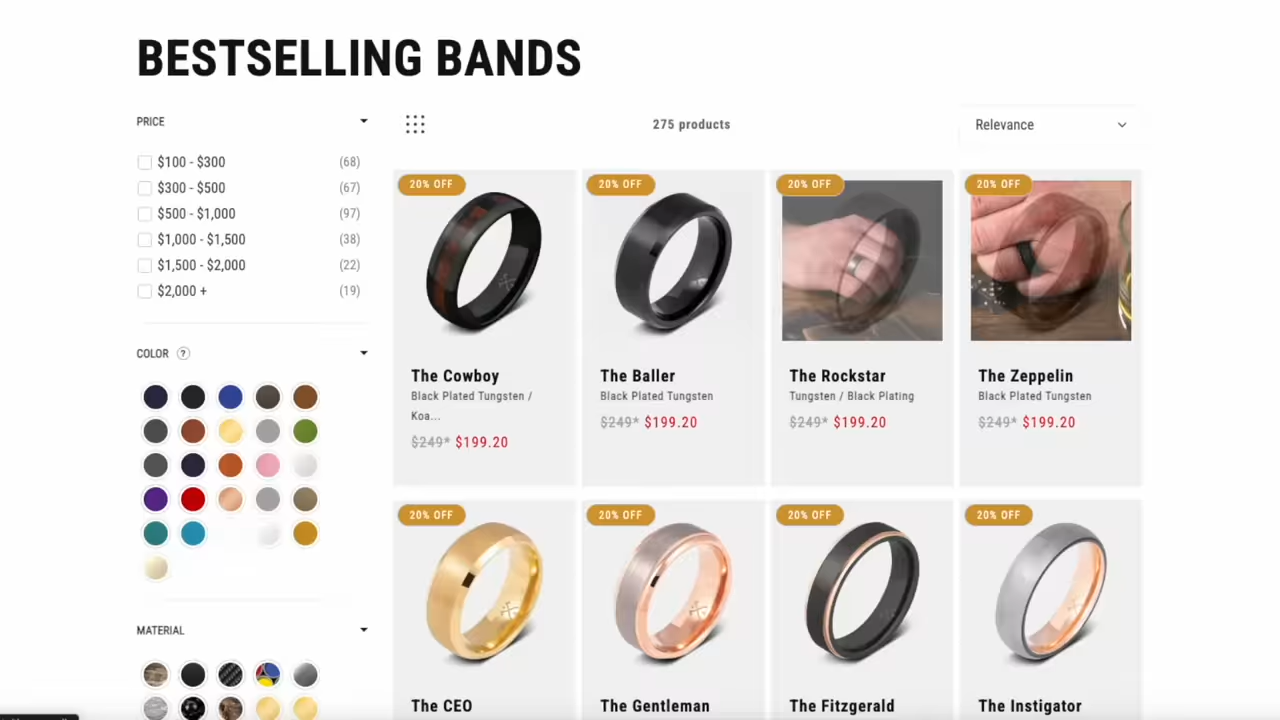 BESTSELLING BANDS
PRICE
$100 - $300 (68)
$300 - $500 (67)
$500 - $1,000 (97)
$1,000 - $1,500 (38)
$1,500 - $2,000 (22)
$2,000 + (19)
COLOR ?
MATERIAL
275 products
Relevance
20% OFF
The Cowboy
Black Plated Tungsten /
Koa...
$249* $199.20
20% OFF
The Baller
Black Plated Tungsten
$249* $199.20
20% OFF
The Rockstar
Tungsten / Black Plating
$249* $199.20
20% OFF
The Zeppelin
Black Plated Tungsten
$249* $199.20
20% OFF
The CEO
20% OFF
The Gentleman
20% OFF
The Fitzgerald
20% OFF
The Instigator